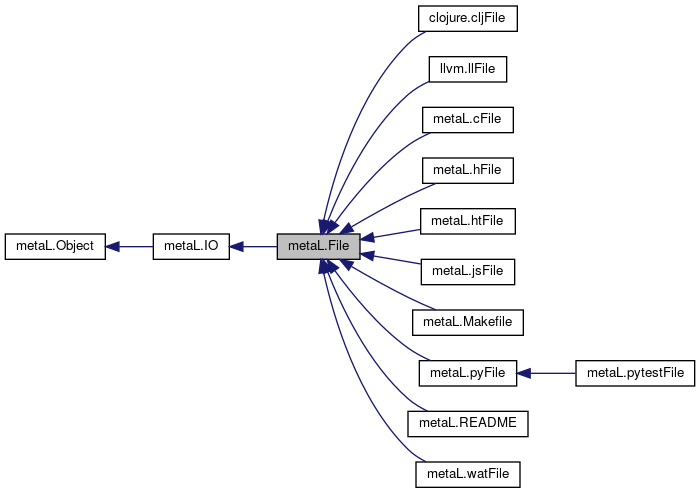 clojure.cljFile
llvm.llFile
metaL.cFile
metaL.hFile
metaL.htFile
metaL.Object
metaL.IO
metaL.File
metaL.jsFile
metaL.Makefile
metaL.pyFile
metaL.pytestFile
metaL.README
metaL.watFile